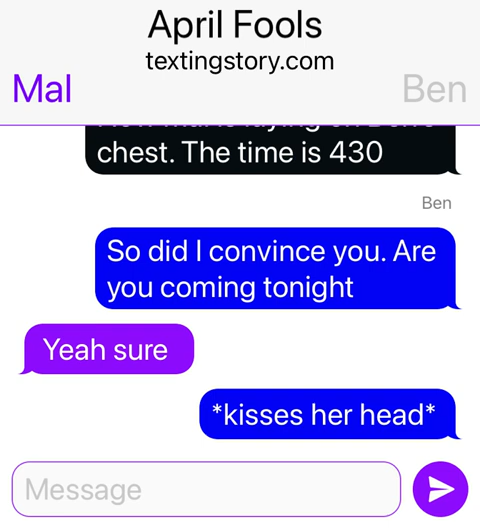 April Fools
textingstory.com
Mal
Ben
chest. The time is 430
Ben
So did I convince you. Are
you coming tonight
Yeah sure
*kisses her head*
Message